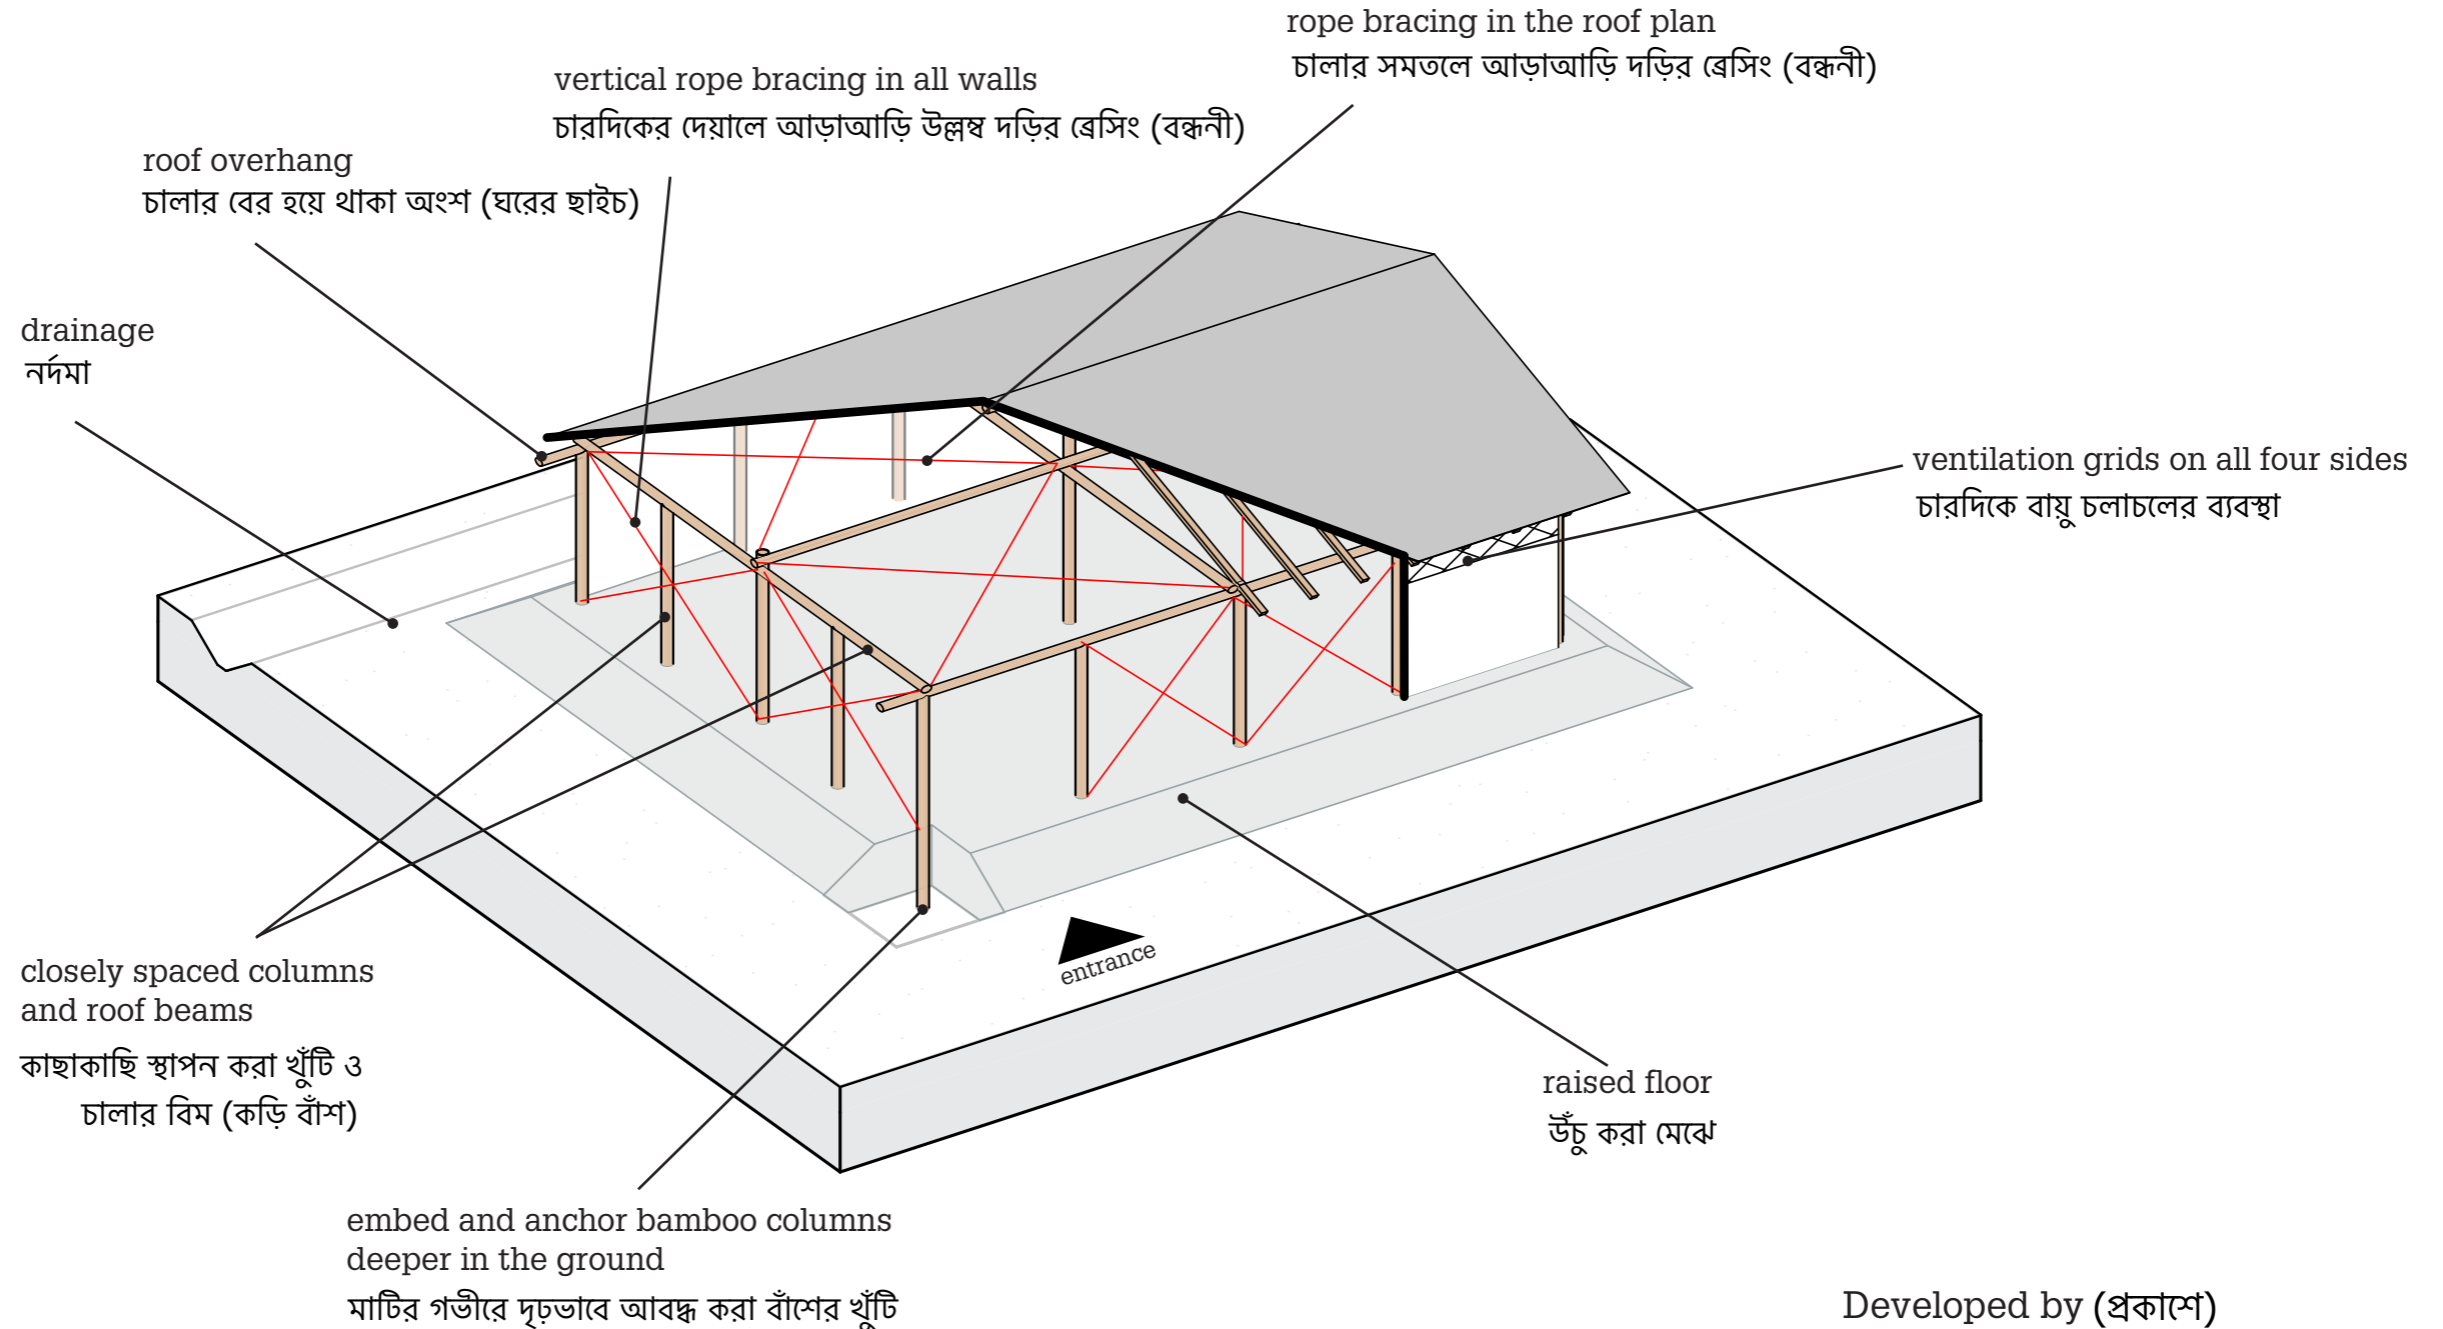 rope bracing in the roof plan
চালার সমতলে আড়াআড়ি দড়ির ব্রেসিং (বন্ধনী)
vertical rope bracing in all walls
চারদিকের দেয়ালে আড়াআড়ি উল্লম্ব দড়ির ব্রেসিং (বন্ধনী)
roof overhang
চালার বের হয়ে থাকা অংশ (ঘরের ছাইচ)
drainage
নর্দমা
ventilation grids on all four sides
চারদিকে বায়ু চলাচলের ব্যবস্থা
closely spaced columns
and roof beams
কাছাকাছি স্থাপন করা খুঁটি ও
চালার বিম (কড়ি বাঁশ)
entrance
raised floor
উঁচু করা মেঝে
embed and anchor bamboo columns
deeper in the ground
মাটির গভীরে দৃঢ়ভাবে আবদ্ধ করা বাঁশের খুঁটি
Developed by (প্রকাশে)